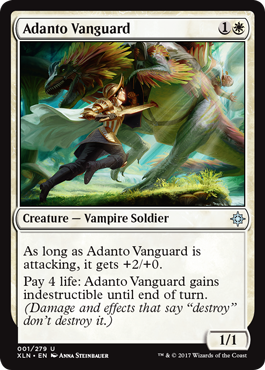 Adanto Vanguard 1
Creature — Vampire Soldier
As long as Adanto Vanguard is
attacking, it gets +2/+0.
Pay 4 life: Adanto Vanguard gains
indestructible until end of turn.
(Damage and effects that say “destroy”
don’t destroy it.)
1/1
001/279 U
XLN • EN Anna Steinbauer
™ & © 2017 Wizards of the Coast